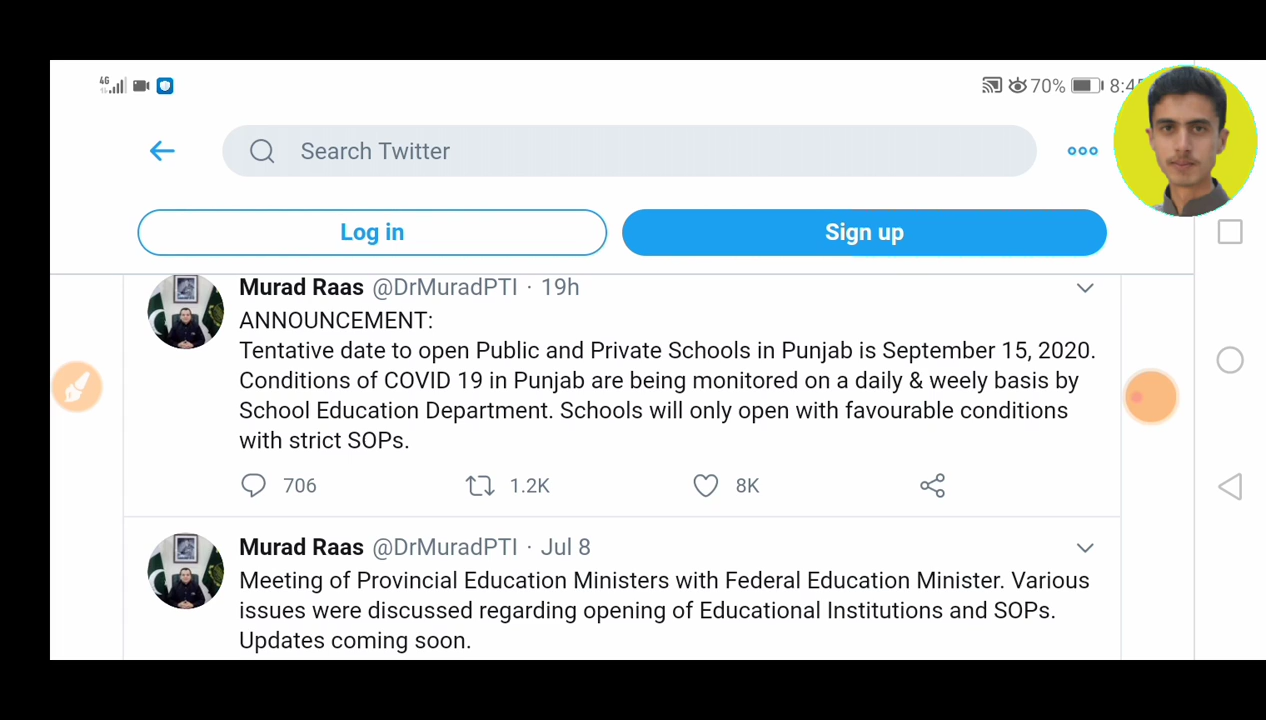 4G 70% 8:45
Search Twitter
Log in Sign up
Murad Raas @DrMuradPTI · 19h
ANNOUNCEMENT:
Tentative date to open Public and Private Schools in Punjab is September 15, 2020.
Conditions of COVID 19 in Punjab are being monitored on a daily & weely basis by
School Education Department. Schools will only open with favourable conditions
with strict SOPs.
706 1.2K 8K
Murad Raas @DrMuradPTI · Jul 8
Meeting of Provincial Education Ministers with Federal Education Minister. Various
issues were discussed regarding opening of Educational Institutions and SOPs.
Updates coming soon.